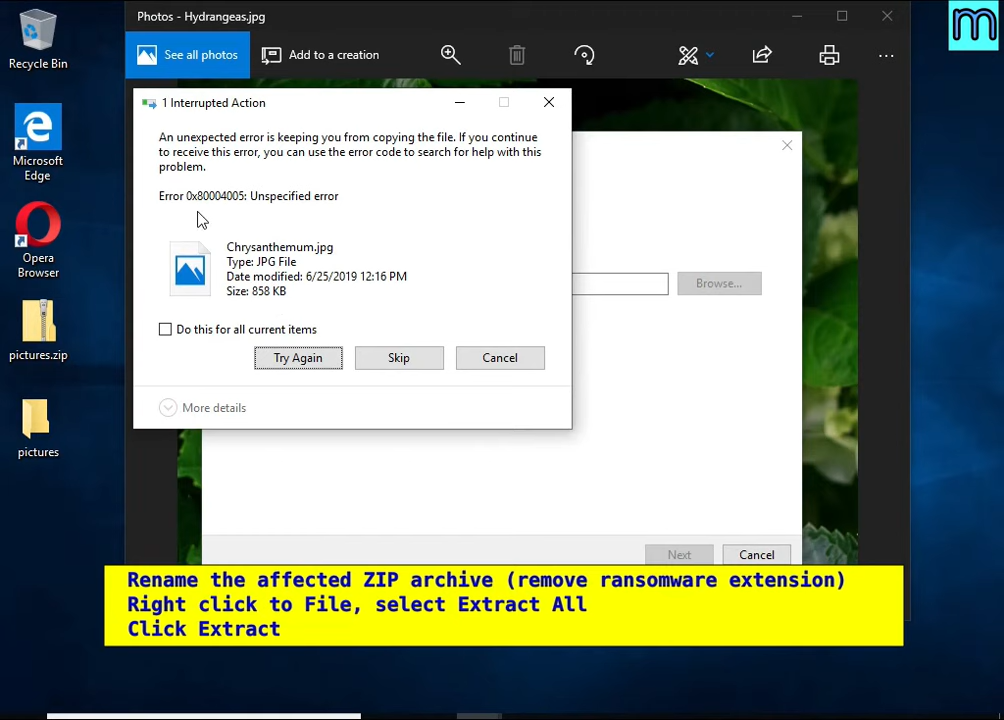 Recycle Bin
Microsoft
Edge
Opera
Browser
pictures.zip
pictures
Photos - Hydrangeas.jpg
See all photos
Add to a creation
m
1 Interrupted Action
An unexpected error is keeping you from copying the file. If you continue
to receive this error, you can use the error code to search for help with this
problem.
Error 0x80004005: Unspecified error
Chrysanthemum.jpg
Type: JPG File
Date modified: 6/25/2019 12:16 PM
Size: 858 KB
Do this for all current items
Try Again
Skip
Cancel
More details
Browse...
Next
Cancel
Rename the affected ZIP archive (remove ransomware extension)
Right click to File, select Extract All
Click Extract